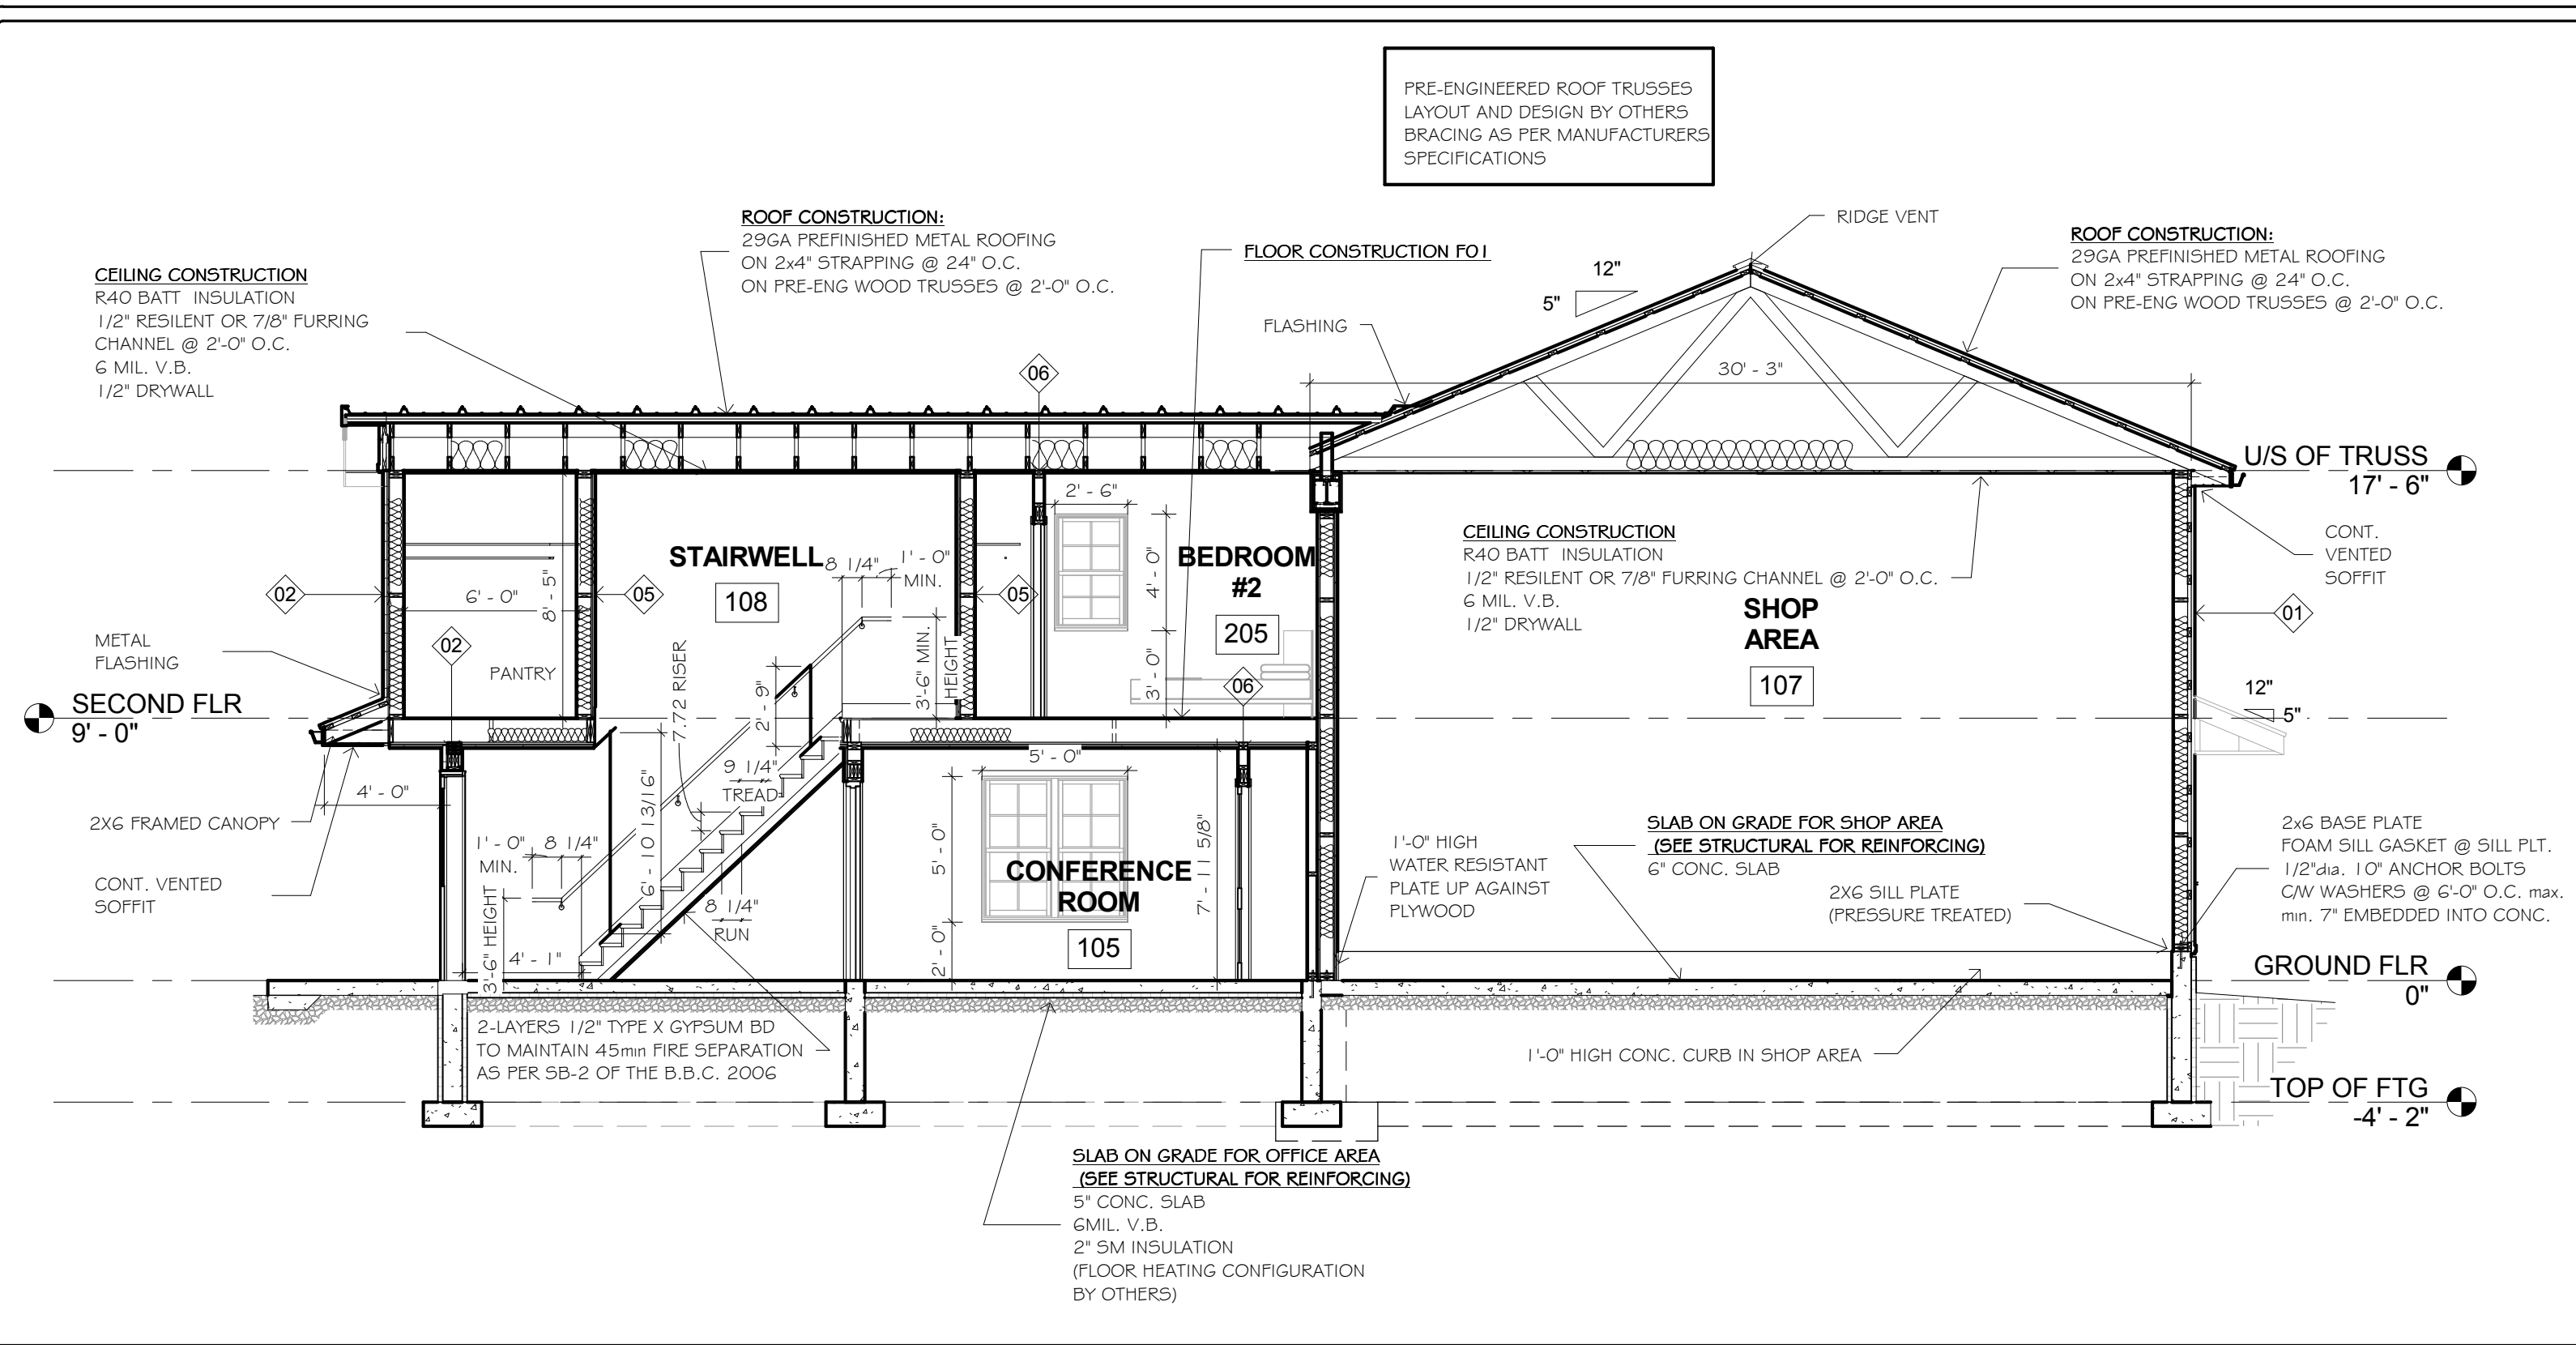 PRE-ENGINEERED ROOF TRUSSES
LAYOUT AND DESIGN BY OTHERS
BRACING AS PER MANUFACTURERS
SPECIFICATIONS
CEILING CONSTRUCTION
R40 BATT INSULATION
1/2" RESILENT OR 7/8" FURRING
CHANNEL @ 2'-0" O.C.
6 MIL. V.B.
1/2" DRYWALL
ROOF CONSTRUCTION:
29GA PREFINISHED METAL ROOFING
ON 2x4" STRAPPING @ 24" O.C.
ON PRE-ENG WOOD TRUSSES @ 2'-0" O.C.
FLOOR CONSTRUCTION F01
FLASHING
12"
5"
RIDGE VENT
ROOF CONSTRUCTION:
29GA PREFINISHED METAL ROOFING
ON 2x4" STRAPPING @ 24" O.C.
ON PRE-ENG WOOD TRUSSES @ 2'-0" O.C.
30' - 3"
06
U/S OF TRUSS
17' - 6"
CONT.
VENTED
SOFFIT
01
12"
5"
02
METAL
FLASHING
SECOND FLR
9' - 0"
6' - 0"
8' - 5"
02
PANTRY
05
STAIRWELL
108
8 1/4"
1' - 0"
MIN.
3'-6" MIN.
HEIGHT
7.72 RISER
2' - 9"
9 1/4"
TREAD
6' - 10 13/16"
05
2' - 6"
4' - 0"
3' - 0"
BEDROOM
#2
205
06
CEILING CONSTRUCTION
R40 BATT INSULATION
1/2" RESILENT OR 7/8" FURRING CHANNEL @ 2'-0" O.C.
6 MIL. V.B.
1/2" DRYWALL
SHOP
AREA
107
4' - 0"
2X6 FRAMED CANOPY
CONT. VENTED
SOFFIT
1' - 0"
MIN.
8 1/4"
3'-6" HEIGHT
4' - 1"
8 1/4"
RUN
5' - 0"
5' - 0"
2' - 0"
CONFERENCE
ROOM
105
7' - 11 5/8"
1'-0" HIGH
WATER RESISTANT
PLATE UP AGAINST
PLYWOOD
SLAB ON GRADE FOR SHOP AREA
(SEE STRUCTURAL FOR REINFORCING)
6" CONC. SLAB
2X6 SILL PLATE
(PRESSURE TREATED)
2x6 BASE PLATE
FOAM SILL GASKET @ SILL PLT.
1/2"dia. 10" ANCHOR BOLTS
C/W WASHERS @ 6'-0" O.C. max.
min. 7" EMBEDDED INTO CONC.
GROUND FLR
0"
2-LAYERS 1/2" TYPE X GYPSUM BD
TO MAINTAIN 45min FIRE SEPARATION
AS PER SB-2 OF THE B.B.C. 2006
1'-0" HIGH CONC. CURB IN SHOP AREA
TOP OF FTG
-4' - 2"
SLAB ON GRADE FOR OFFICE AREA
(SEE STRUCTURAL FOR REINFORCING)
5" CONC. SLAB
6MIL. V.B.
2" SM INSULATION
(FLOOR HEATING CONFIGURATION
BY OTHERS)